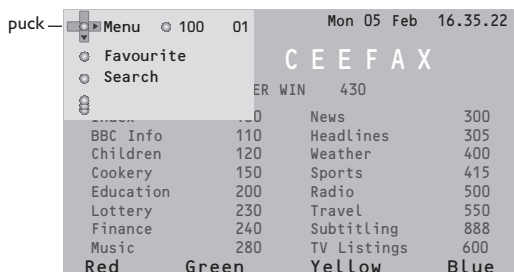 puck
Menu 100 01 Mon 05 Feb 16.35.22
Favourite
Search
CEEFAX
ER WIN 430
Index 0 News 300
BBC Info 110 Headlines 305
Children 120 Weather 400
Cookery 150 Sports 415
Education 200 Radio 500
Lottery 230 Travel 550
Finance 240 Subtitling 888
Music 280 TV Listings 600
Red Green Yellow Blue